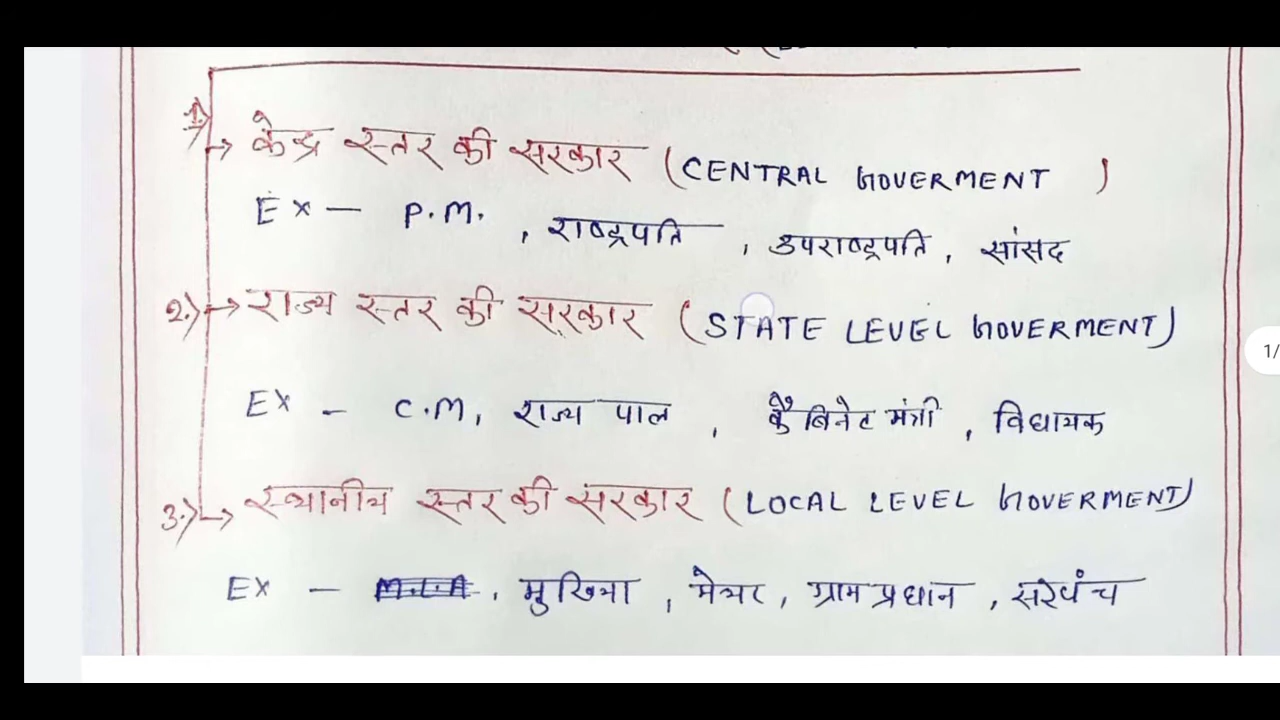 1.) → केन्द्र स्तर की सरकार (CENTRAL GOVERMENT )
Ex — P.M. , राष्ट्रपति , उपराष्ट्रपति , सांसद
2.) → राज्य स्तर की सरकार (STATE LEVEL GOVERMENT)
EX — C.M, राज्य पाल , कैबिनेट मंत्री , विधायक
3.) → स्थानीय स्तर की सरकार (LOCAL LEVEL GOVERMENT)
EX — , मुखिया , मेयर , ग्राम प्रधान , सरपंच
1/